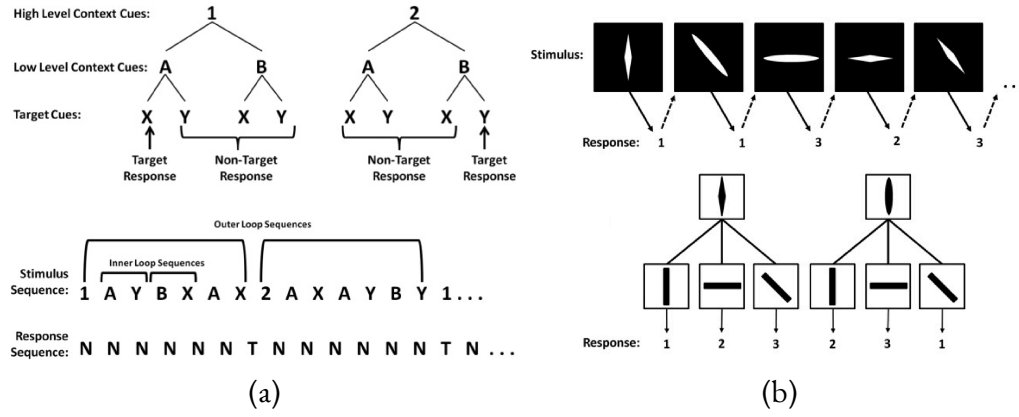 High Level Context Cues: 1 2
Low Level Context Cues: A B A B
Target Cues: X Y X Y X Y X Y
Target Response Non-Target Response Non-Target Response Target Response
Outer Loop Sequences
Inner Loop Sequences
Stimulus Sequence: 1 A Y B X A X 2 A X A Y B Y 1 . . .
Response Sequence: N N N N N N T N N N N N N T N . . .
(a)
Stimulus: . .
Response: 1 1 3 2 3
Response: 1 2 3 2 3 1
(b)